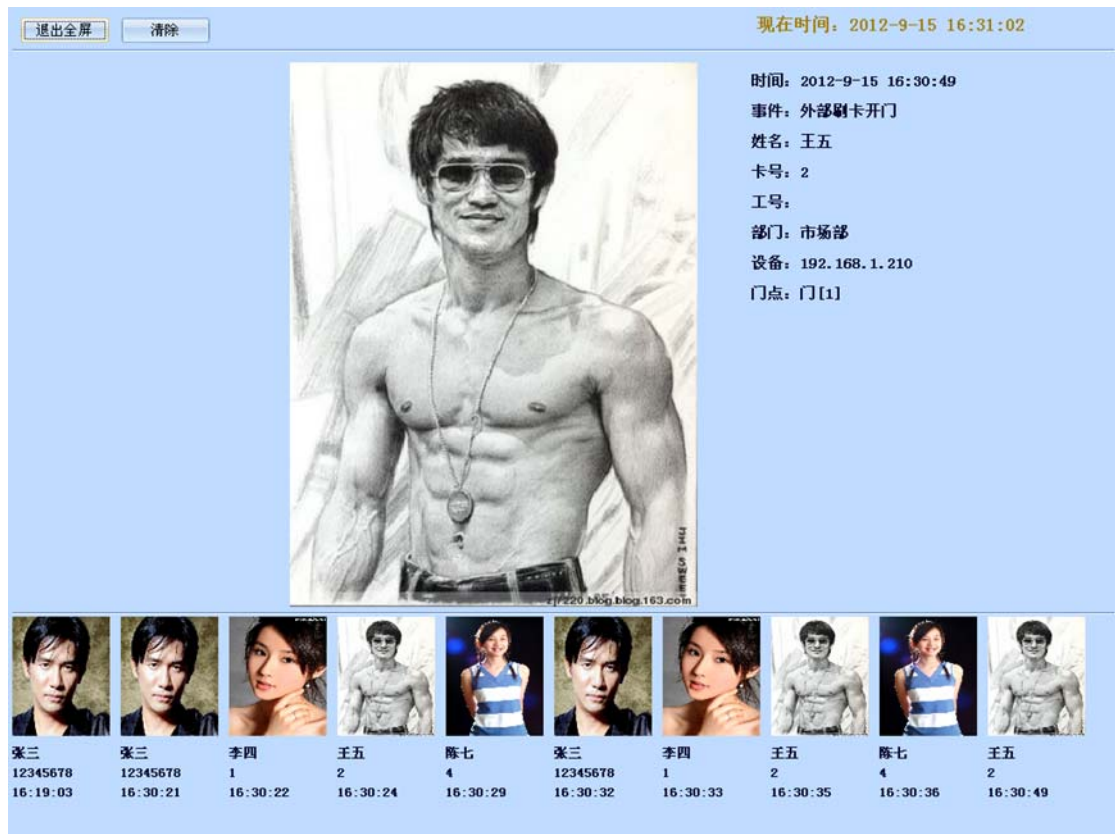 退出全屏 清除 现在时间：2012-9-15 16:31:02
时间：2012-9-15 16:30:49
事件：外部刷卡开门
姓名：王五
卡号：2
工号：
部门：市场部
设备：192.168.1.210
门点：门[1]
zjf220.blog.blog.163.com
张三 张三 李四 王五 陈七 张三 李四 王五 陈七 王五
12345678 12345678 1 2 4 12345678 1 2 4 2
16:19:03 16:30:21 16:30:22 16:30:24 16:30:29 16:30:32 16:30:33 16:30:35 16:30:36 16:30:49